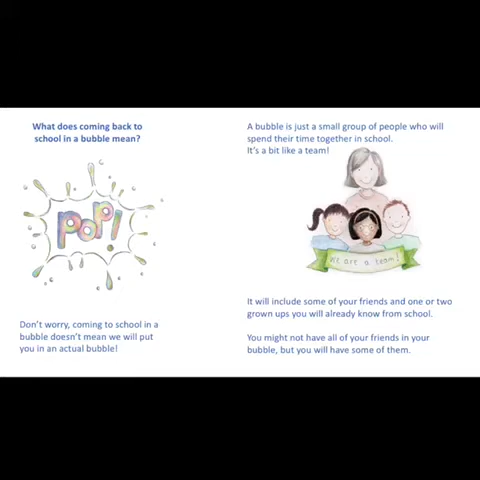 What does coming back to
school in a bubble mean?
POP!
Don't worry, coming to school in a
bubble doesn't mean we will put
you in an actual bubble!
A bubble is just a small group of people who will
spend their time together in school.
It's a bit like a team!
We are a team!
It will include some of your friends and one or two
grown ups you will already know from school.
You might not have all of your friends in your
bubble, but you will have some of them.